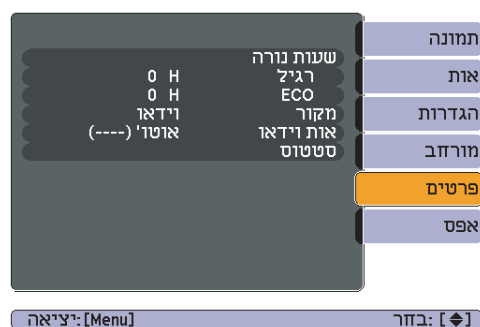 תמונה
אות
הגדרות
מורחב
פרטים
אפס
שעות נורה
רגיל 0 H
ECO 0 H
מקור וידאו
אות וידאו אוטו' (----)
סטטוס
[◆]: בחר [Menu]:יציאה